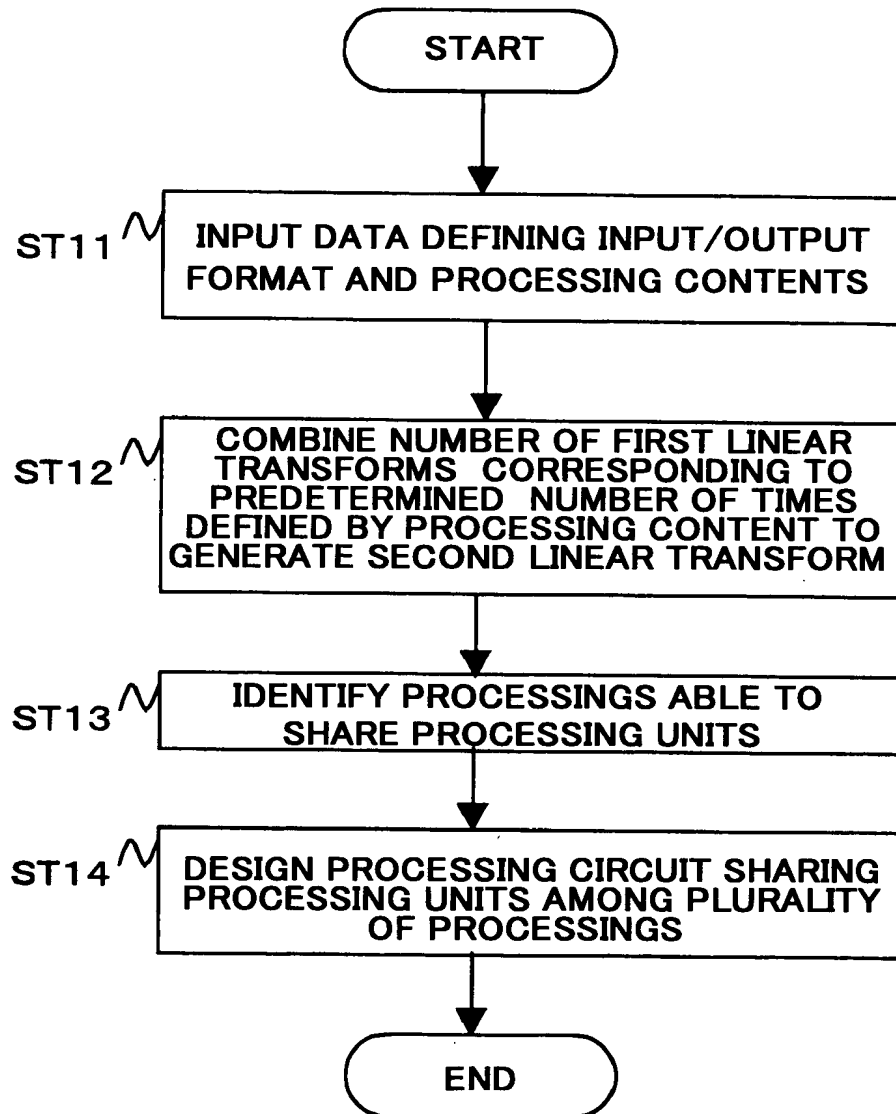 START
ST11
INPUT DATA DEFINING INPUT/OUTPUT
FORMAT AND PROCESSING CONTENTS
ST12
COMBINE NUMBER OF FIRST LINEAR
TRANSFORMS CORRESPONDING TO
PREDETERMINED NUMBER OF TIMES
DEFINED BY PROCESSING CONTENT TO
GENERATE SECOND LINEAR TRANSFORM
ST13
IDENTIFY PROCESSINGS ABLE TO
SHARE PROCESSING UNITS
ST14
DESIGN PROCESSING CIRCUIT SHARING
PROCESSING UNITS AMONG PLURALITY
OF PROCESSINGS
END